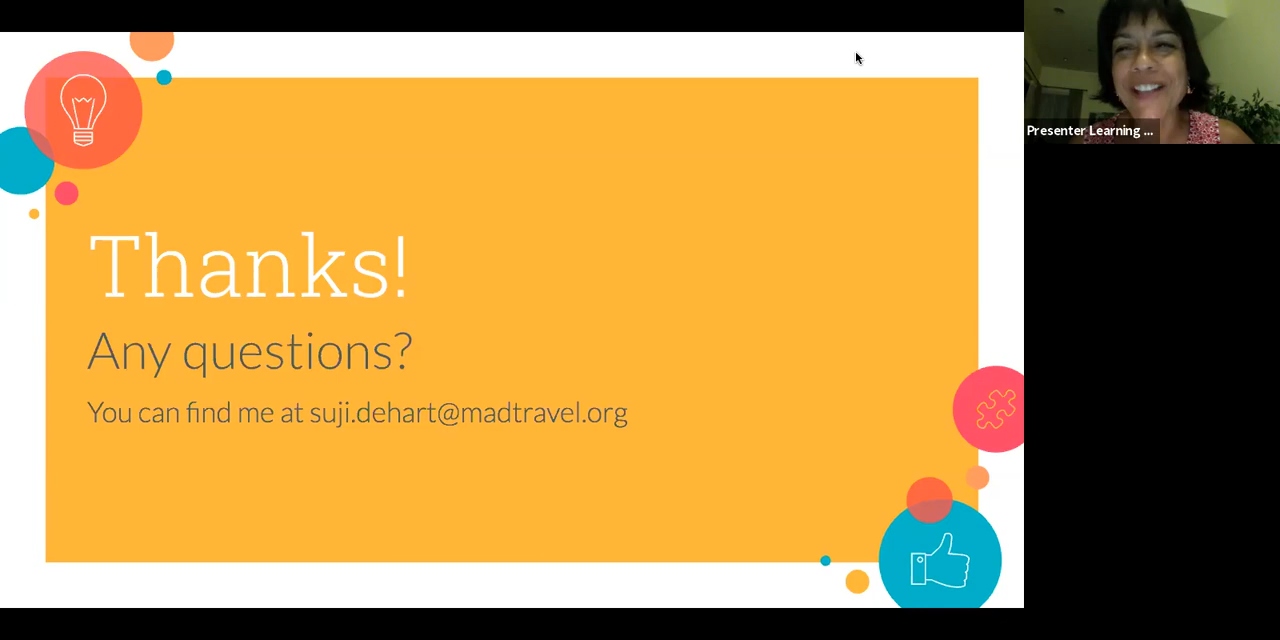 Thanks!
Any questions?
You can find me at suji.dehart@madtravel.org
Presenter Learning ...